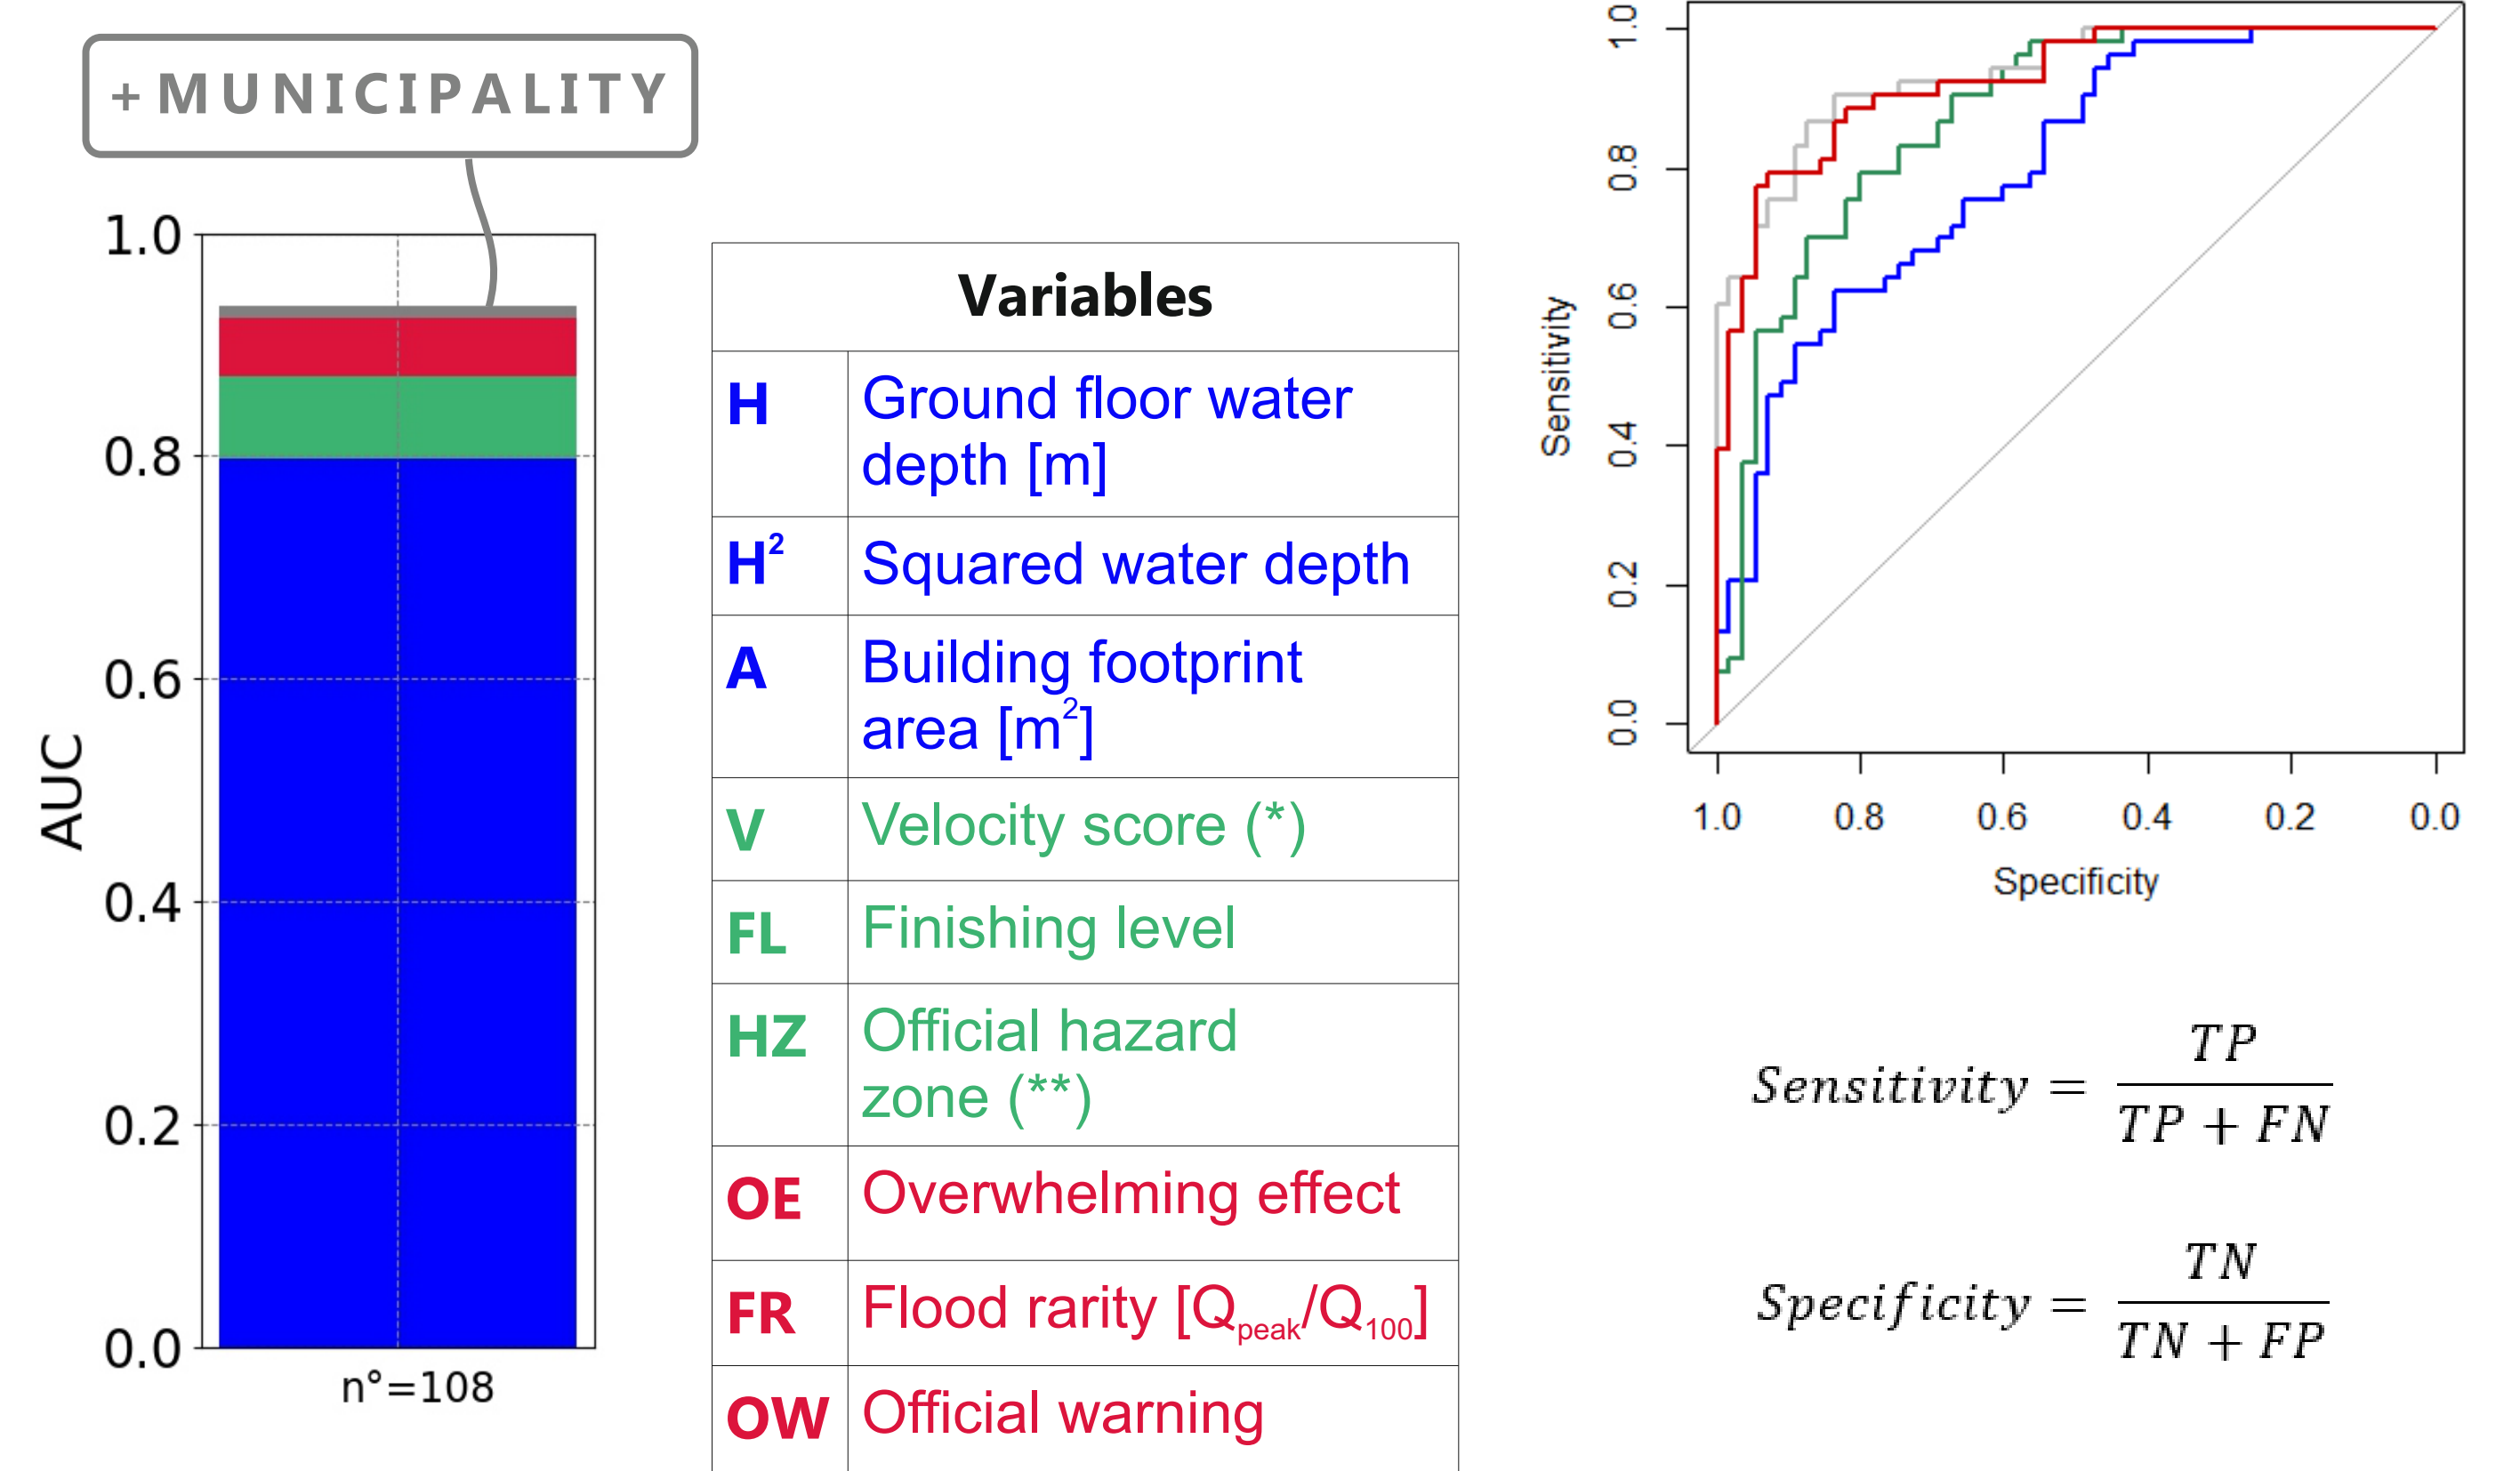 + MUNICIPALITY
1.0
0.8
0.6
0.4
0.2
0.0
AUC
n°=108
Variables
H Ground floor water
depth [m]
H² Squared water depth
A Building footprint
area [m²]
V Velocity score (*)
FL Finishing level
HZ Official hazard
zone (**)
OE Overwhelming effect
FR Flood rarity [Qpeak/Q100]
OW Official warning
Sensitivity
1.0
0.8
0.6
0.4
0.2
0.0
1.0 0.8 0.6 0.4 0.2 0.0
Specificity
Sensitivity = TP / (TP + FN)
Specificity = TN / (TN + FP)